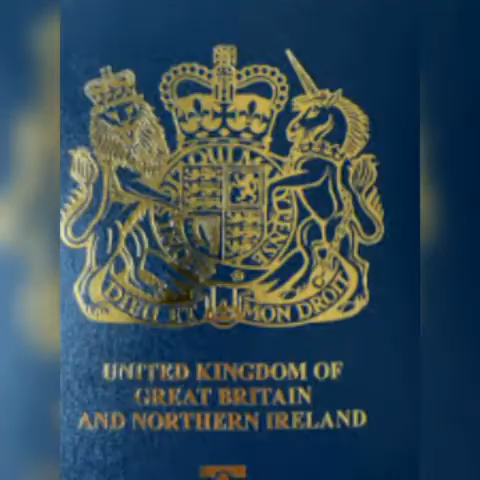 DIEU ET MON DROIT
UNITED KINGDOM OF
GREAT BRITAIN
AND NORTHERN IRELAND